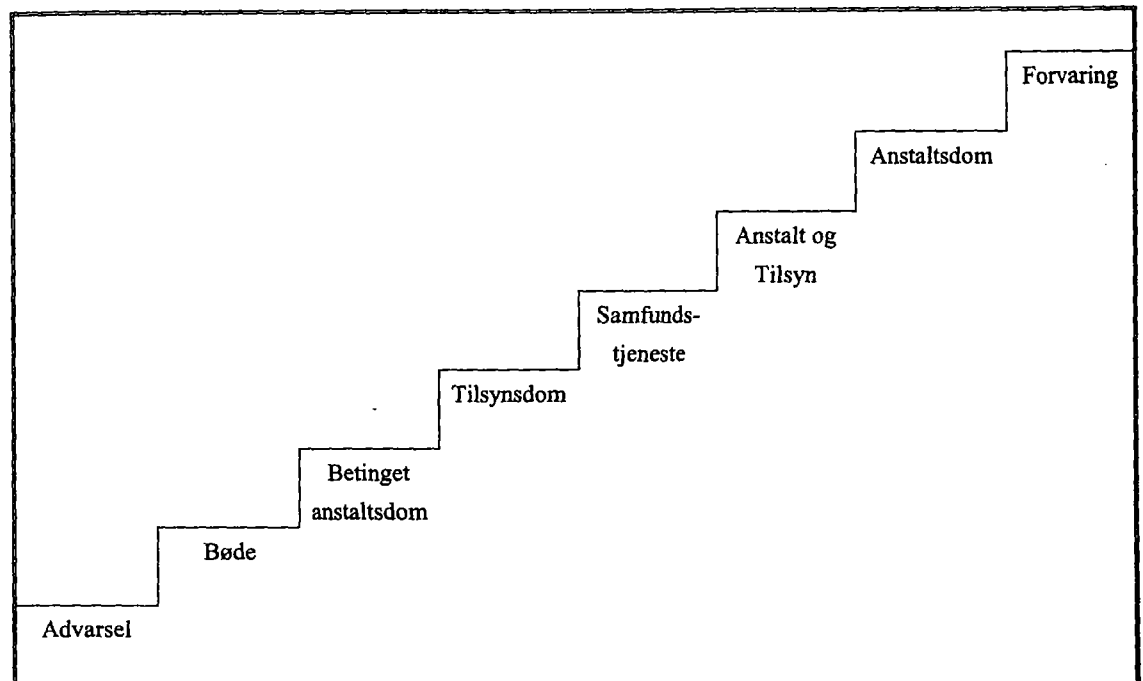 Forvaring
Anstaltsdom
Anstalt og
Tilsyn
Samfunds-
tjeneste
Tilsynsdom
Betinget
anstaltsdom
Bøde
Advarsel